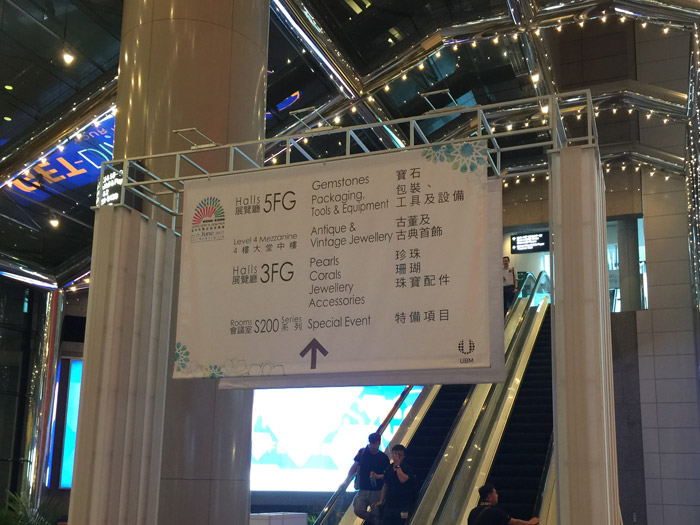 Halls 5FG
展覽廳
Gemstones
Packaging,
Tools & Equipment
寶石
包裝、
工具及設備
Level 4 Mezzanine
4樓大堂中樓
Antique &
Vintage Jewellery
古董及
古典首飾
Halls 3FG
展覽廳
Pearls
Corals
Jewellery
Accessories
珍珠
珊瑚
珠寶配件
Rooms S200 Series
會議室 系列
Special Event
特備項目
UBM